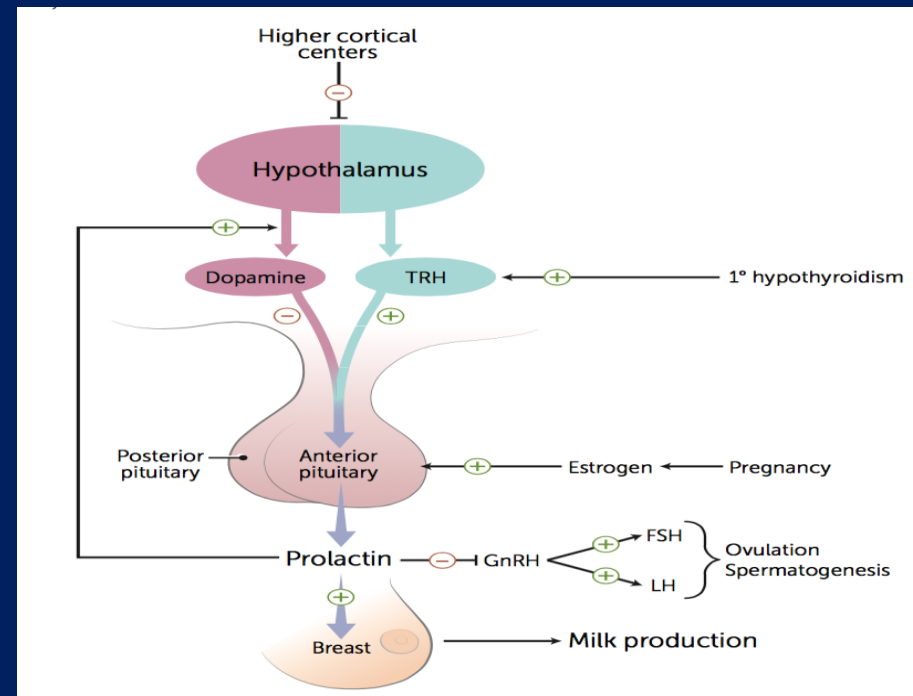 Higher cortical
centers
−
Hypothalamus
+
Dopamine
TRH
+
1° hypothyroidism
−
+
Posterior
pituitary
Anterior
pituitary
+
Estrogen
Pregnancy
Prolactin
−
GnRH
+
FSH
+
LH
Ovulation
Spermatogenesis
+
Breast
Milk production